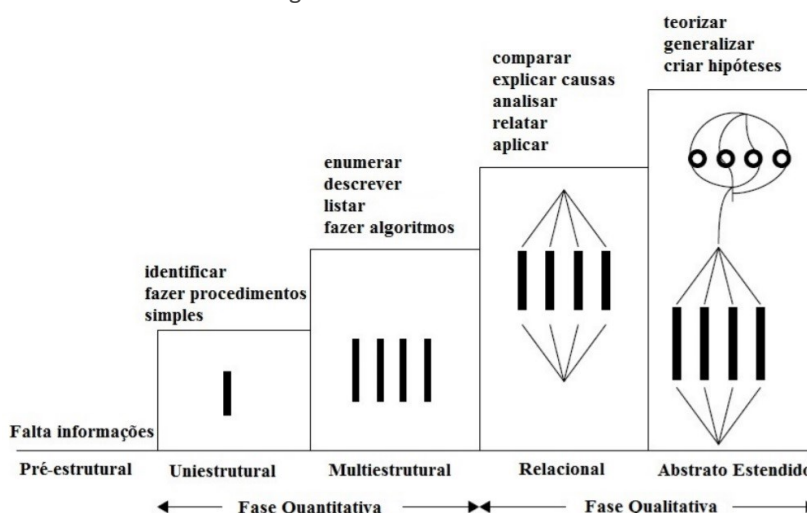 teorizar
generalizar
criar hipóteses
comparar
explicar causas
analisar
relatar
aplicar
enumerar
descrever
listar
fazer algoritmos
identificar
fazer procedimentos
simples
Falta informações
Pré-estrutural
Uniestrutural
Multiestrutural
Relacional
Abstrato Estendido
Fase Quantitativa
Fase Qualitativa